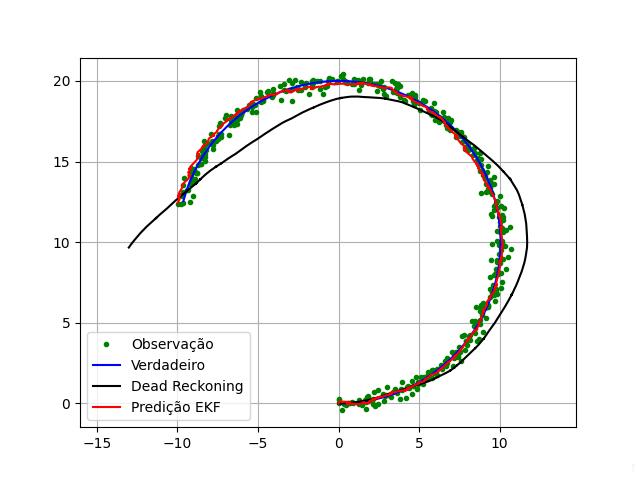 20
15
10
5
0
Observação
Verdadeiro
Dead Reckoning
Predição EKF
−15 −10 −5 0 5 10